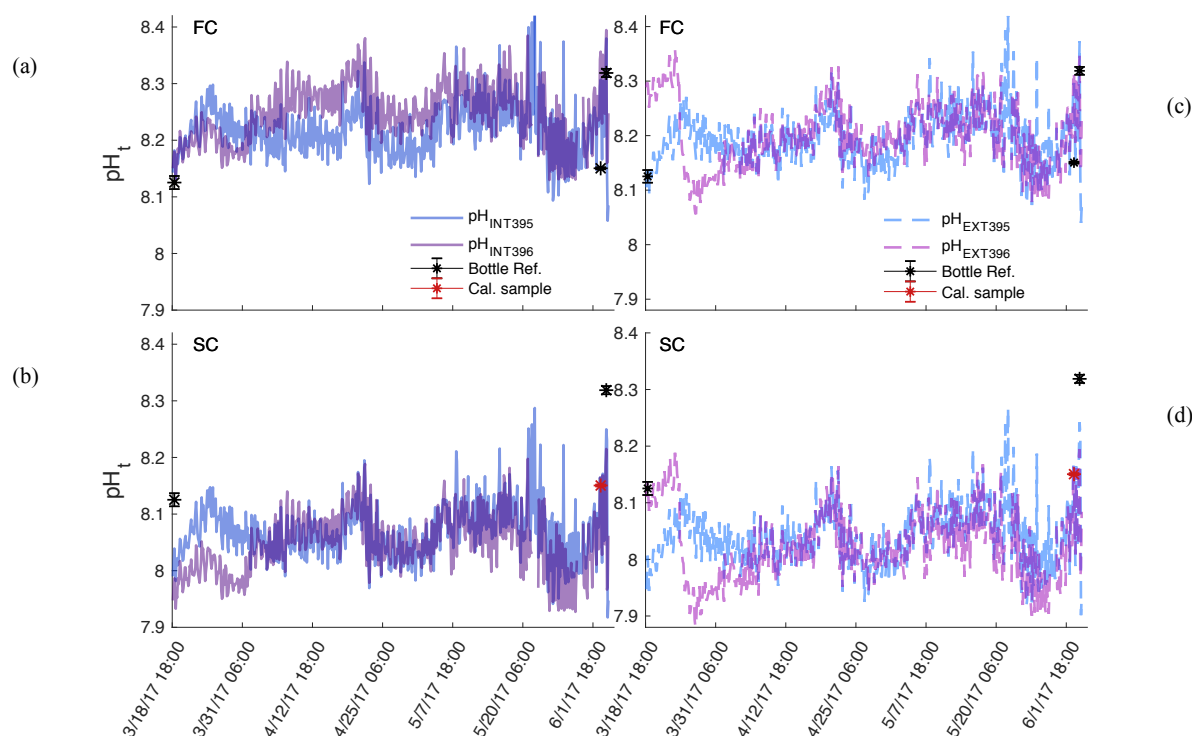 (a)
FC
8.4
8.3
8.2
8.1
8
7.9
pH_t
pH_INT395
pH_INT396
Bottle Ref.
Cal. sample
FC
(c)
8.4
8.3
8.2
8.1
8
7.9
pH_EXT395
pH_EXT396
Bottle Ref.
Cal. sample
(b)
SC
8.4
8.3
8.2
8.1
8
7.9
pH_t
3/18/17 18:00
3/31/17 06:00
4/12/17 18:00
4/25/17 06:00
5/7/17 18:00
5/20/17 06:00
6/1/17 18:00
SC
(d)
8.4
8.3
8.2
8.1
8
7.9
3/18/17 18:00
3/31/17 06:00
4/12/17 18:00
4/25/17 06:00
5/7/17 18:00
5/20/17 06:00
6/1/17 18:00